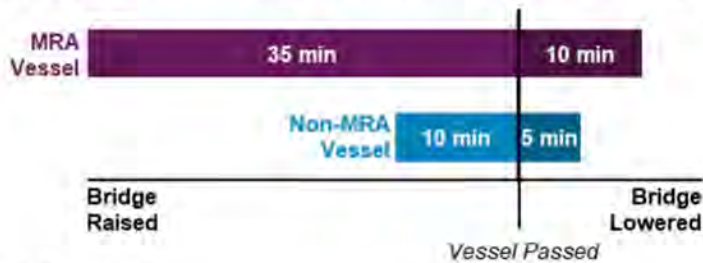 MRA
Vessel
35 min
10 min
Non-MRA
Vessel
10 min
5 min
Bridge
Raised
Bridge
Lowered
Vessel Passed